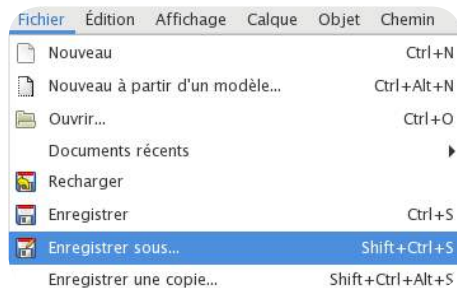 Fichier Édition Affichage Calque Objet Chemin
Nouveau Ctrl+N
Nouveau à partir d'un modèle... Ctrl+Alt+N
Ouvrir... Ctrl+O
Documents récents
Recharger
Enregistrer Ctrl+S
Enregistrer sous... Shift+Ctrl+S
Enregistrer une copie... Shift+Ctrl+Alt+S